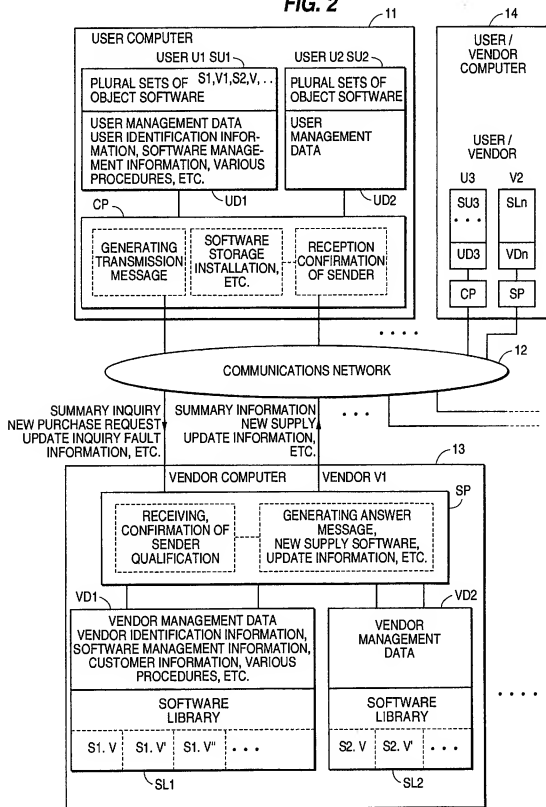 FIG. 2
11
USER COMPUTER
USER U1 SU1
USER U2 SU2
PLURAL SETS OF S1,V1,S2,V,. .
OBJECT SOFTWARE
USER MANAGEMENT DATA
USER IDENTIFICATION INFOR-
MATION, SOFTWARE MANAGE-
MENT INFORMATION, VARIOUS
PROCEDURES, ETC.
PLURAL SETS OF
OBJECT SOFTWARE
USER
MANAGEMENT
DATA
CP
UD1
UD2
GENERATING
TRANSMISSION
MESSAGE
SOFTWARE
STORAGE
INSTALLATION,
ETC.
RECEPTION
CONFIRMATION
OF SENDER
14
USER /
VENDOR
COMPUTER
USER /
VENDOR
U3 V2
SU3
• • •
UD3
CP
SLn
VDn
SP
• • • •
12
COMMUNICATIONS NETWORK
SUMMARY INQUIRY
NEW PURCHASE REQUEST
UPDATE INQUIRY FAULT
INFORMATION, ETC.
SUMMARY INFORMATION
NEW SUPPLY
UPDATE INFORMATION,
ETC.
• • •
13
VENDOR COMPUTER
VENDOR V1
SP
RECEIVING,
CONFIRMATION OF
SENDER
QUALIFICATION
GENERATING ANSWER
MESSAGE,
NEW SUPPLY SOFTWARE,
UPDATE INFORMATION, ETC.
VD1
VD2
VENDOR MANAGEMENT DATA
VENDOR IDENTIFICATION INFORMATION,
SOFTWARE MANAGEMENT INFORMATION,
CUSTOMER INFORMATION, VARIOUS
PROCEDURES, ETC.
SOFTWARE
LIBRARY
S1. V S1. V' S1. V" • • •
SL1
VENDOR
MANAGEMENT
DATA
SOFTWARE
LIBRARY
S2. V S2. V' • • •
SL2
• • • •